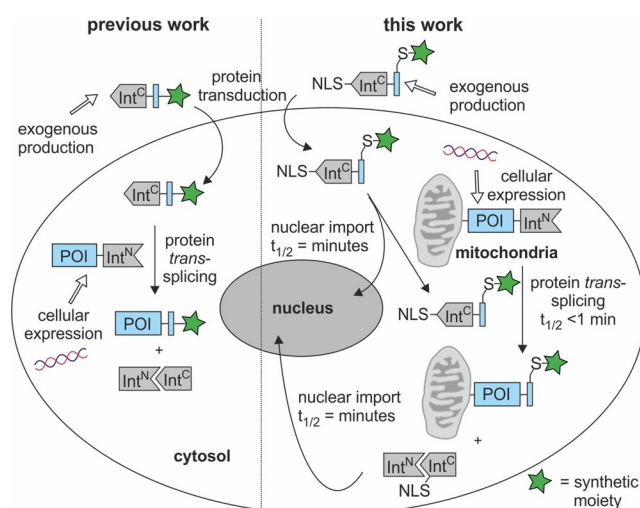 previous work
this work
Int^C
exogenous
production
protein
transduction
NLS
Int^C
S
exogenous
production
Int^C
NLS
Int^C
S
cellular
expression
POI
Int^N
protein
trans-
splicing
nuclear import
t1/2 = minutes
POI
Int^N
mitochondria
cellular
expression
POI
+
Int^N
Int^C
nucleus
NLS
Int^C
S
protein trans-
splicing
t1/2 <1 min
nuclear import
t1/2 = minutes
POI
S
+
cytosol
Int^N
Int^C
NLS
= synthetic
moiety